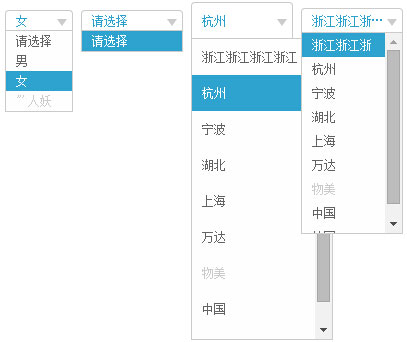 女
请选择
男
女
人妖
请选择
请选择
杭州
浙江浙江浙江浙江
杭州
宁波
湖北
上海
万达
物美
中国
浙江浙江浙…
浙江浙江浙
杭州
宁波
湖北
上海
万达
物美
中国